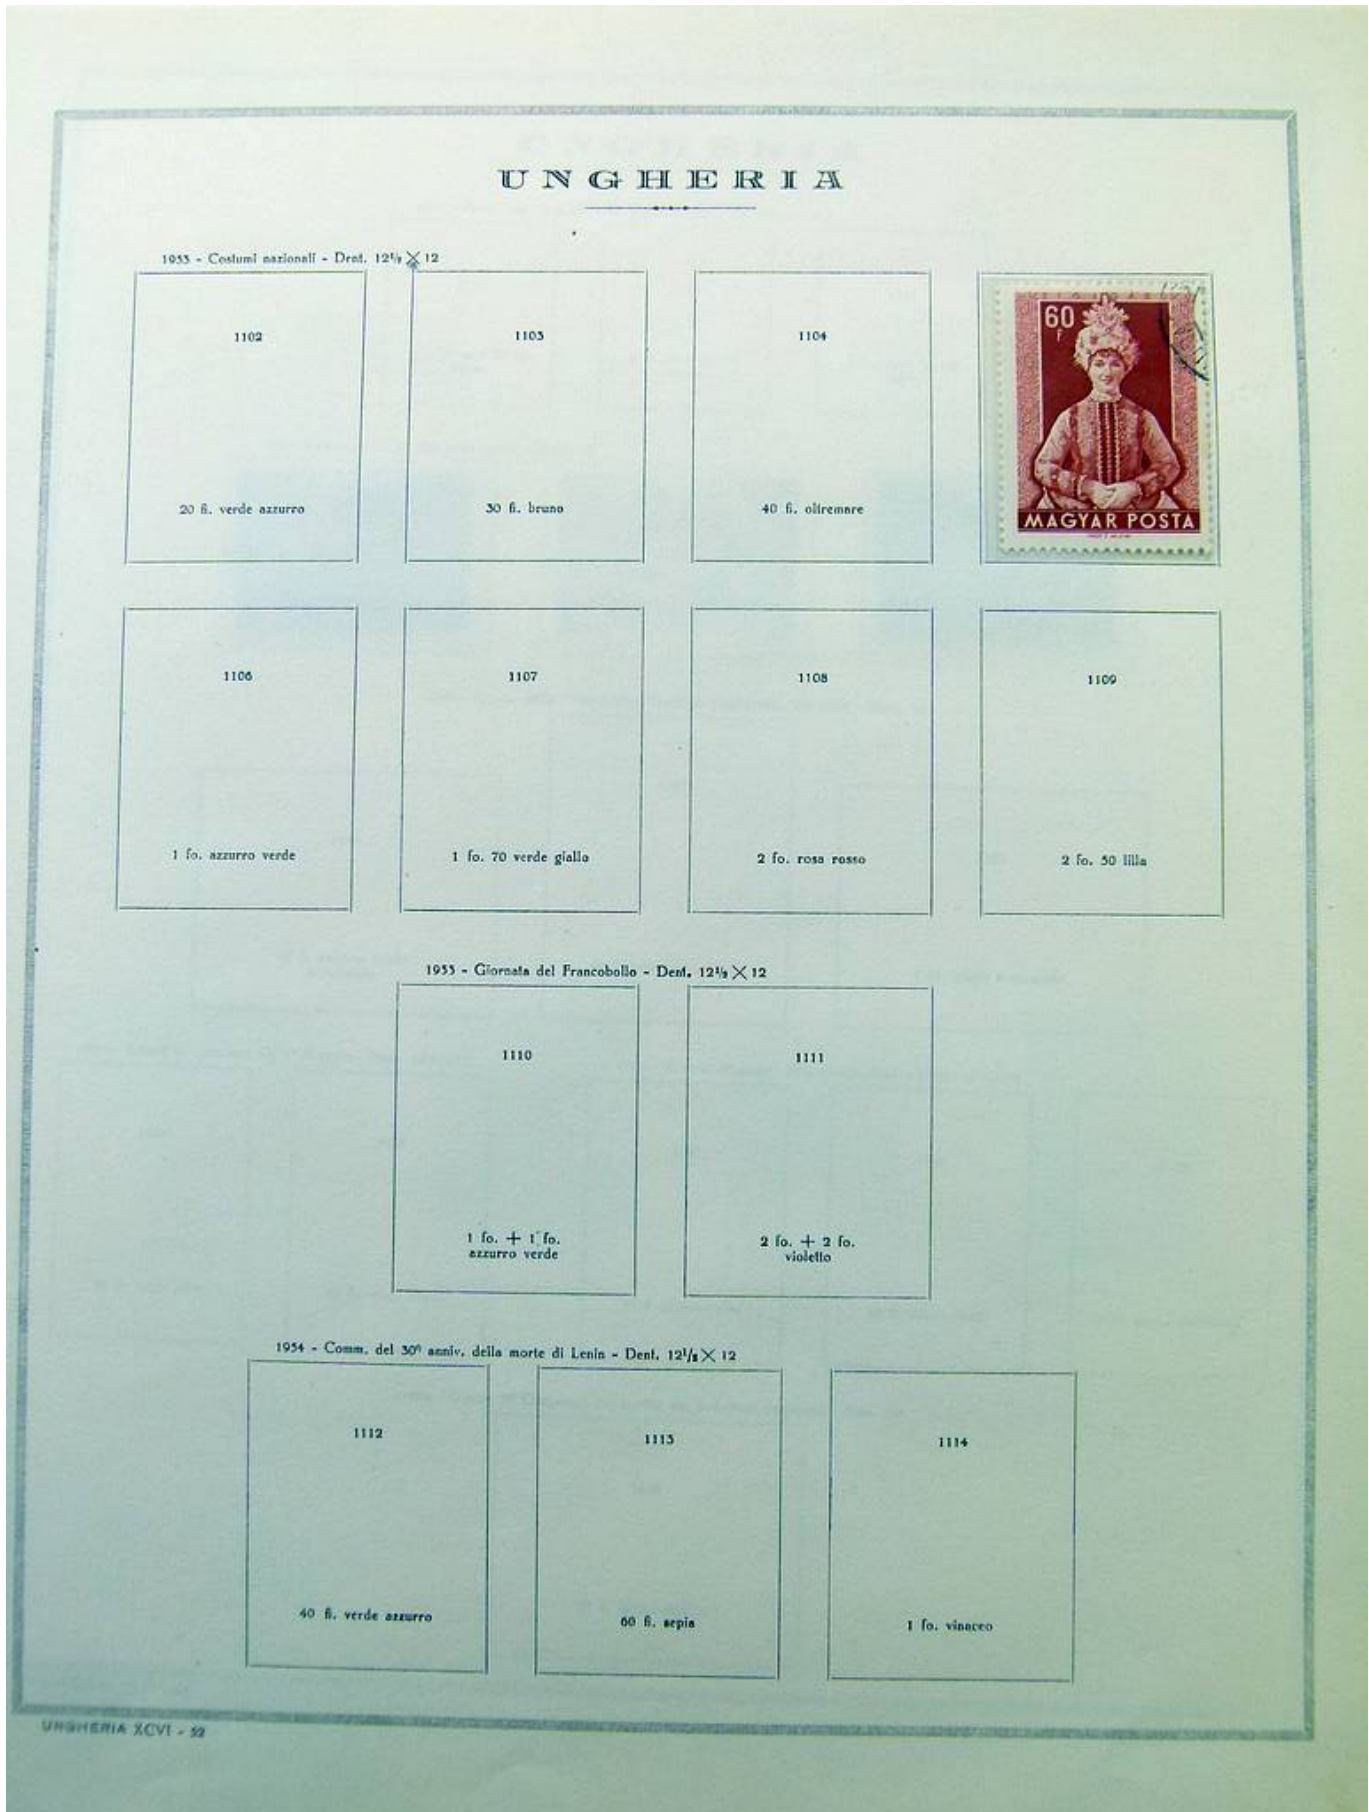 UNGHERIA
1953 - Costumi nazionali - Dent. 12½ X 12
1102
20 fi. verde azzurro
1103
30 fi. bruno
1104
40 fi. oltremare
60
f
MAGYAR POSTA
1106
1 fo. azzurro verde
1107
1 fo. 70 verde giallo
1108
2 fo. rosa rosso
1109
2 fo. 50 lilla
1953 - Giornata del Francobollo - Dent. 12½ X 12
1110
1 fo. + 1 fo.
azzurro verde
1111
2 fo. + 2 fo.
violetto
1954 - Comm. del 30º anniv. della morte di Lenin - Dent. 12½ X 12
1112
40 fi. verde azzurro
1113
60 fi. sepia
1114
1 fo. vinaceo
UNGHERIA XCVI - 52